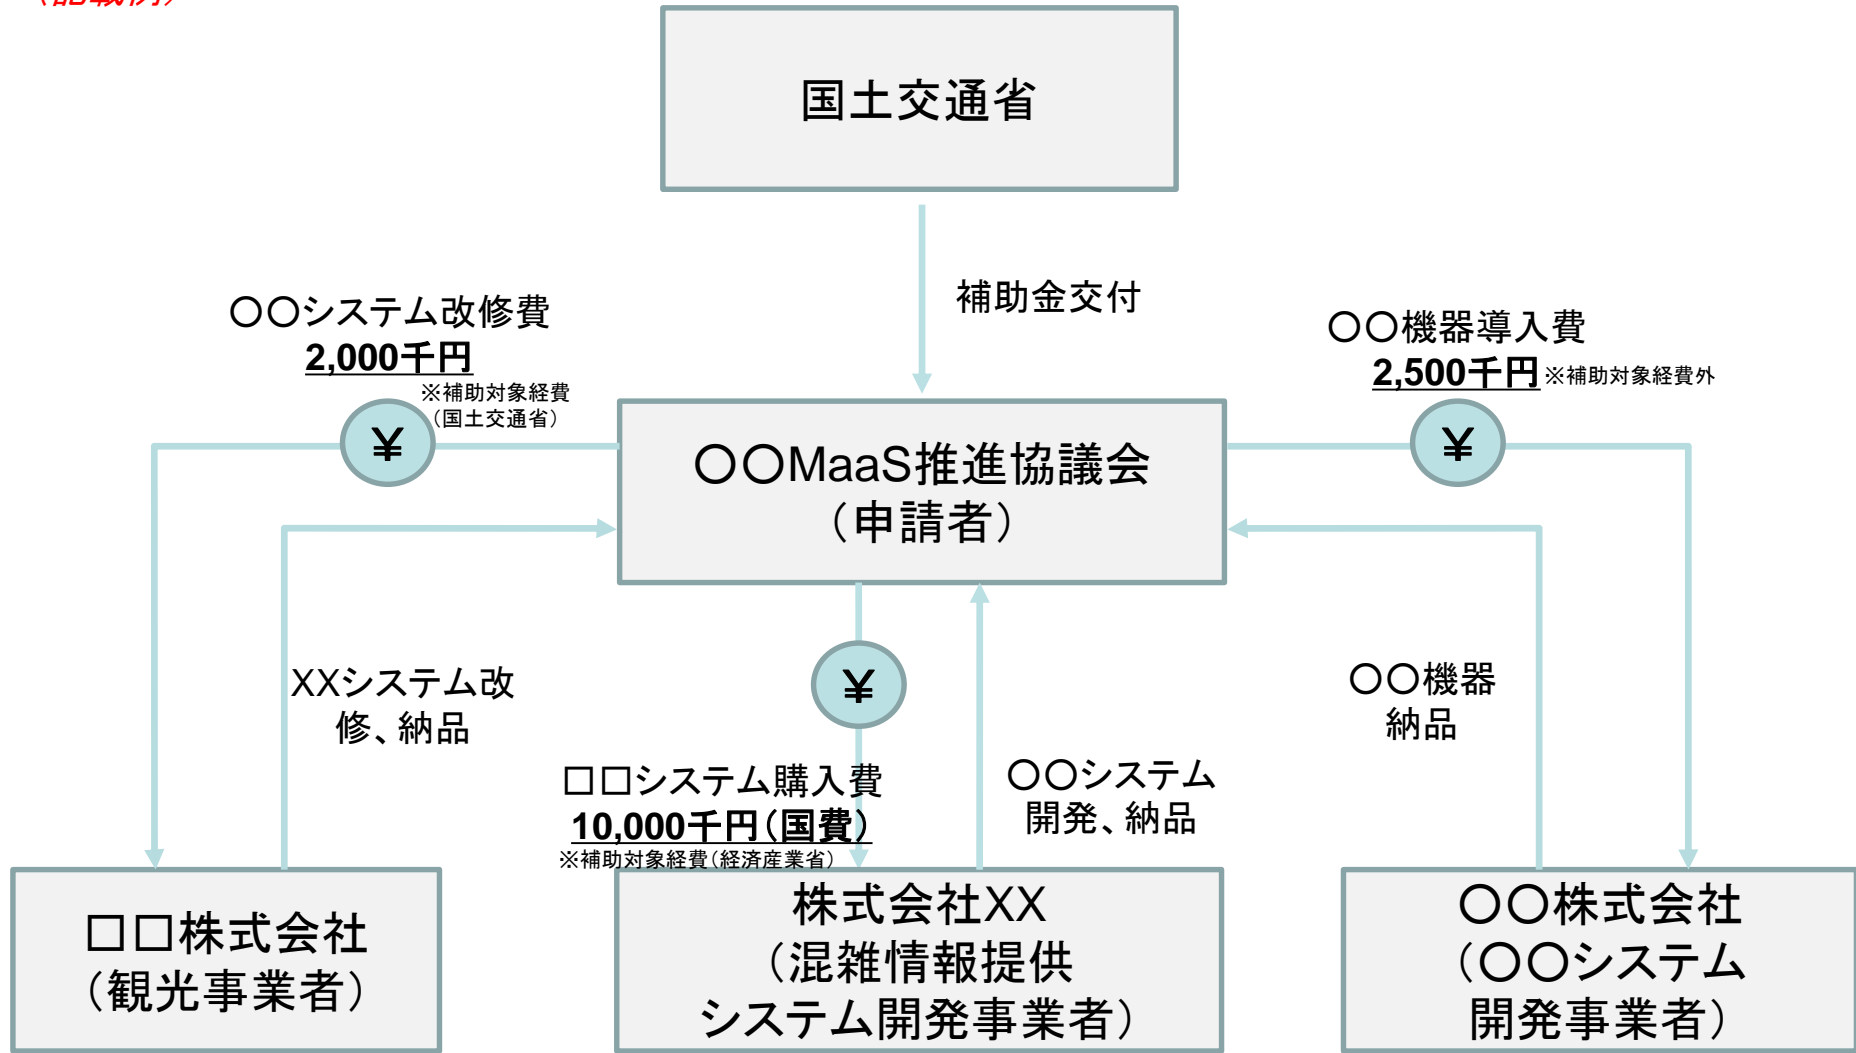 （記載例）
国土交通省
補助金交付
〇〇システム改修費
2,000千円
※補助対象経費
（国土交通省）
¥
〇〇機器導入費
2,500千円 ※補助対象経費外
¥
〇〇MaaS推進協議会
（申請者）
XXシステム改
修、納品
¥
□□システム購入費
10,000千円（国費）
※補助対象経費（経済産業省）
〇〇システム
開発、納品
〇〇機器
納品
□□株式会社
（観光事業者）
株式会社XX
（混雑情報提供
システム開発事業者）
〇〇株式会社
（〇〇システム
開発事業者）